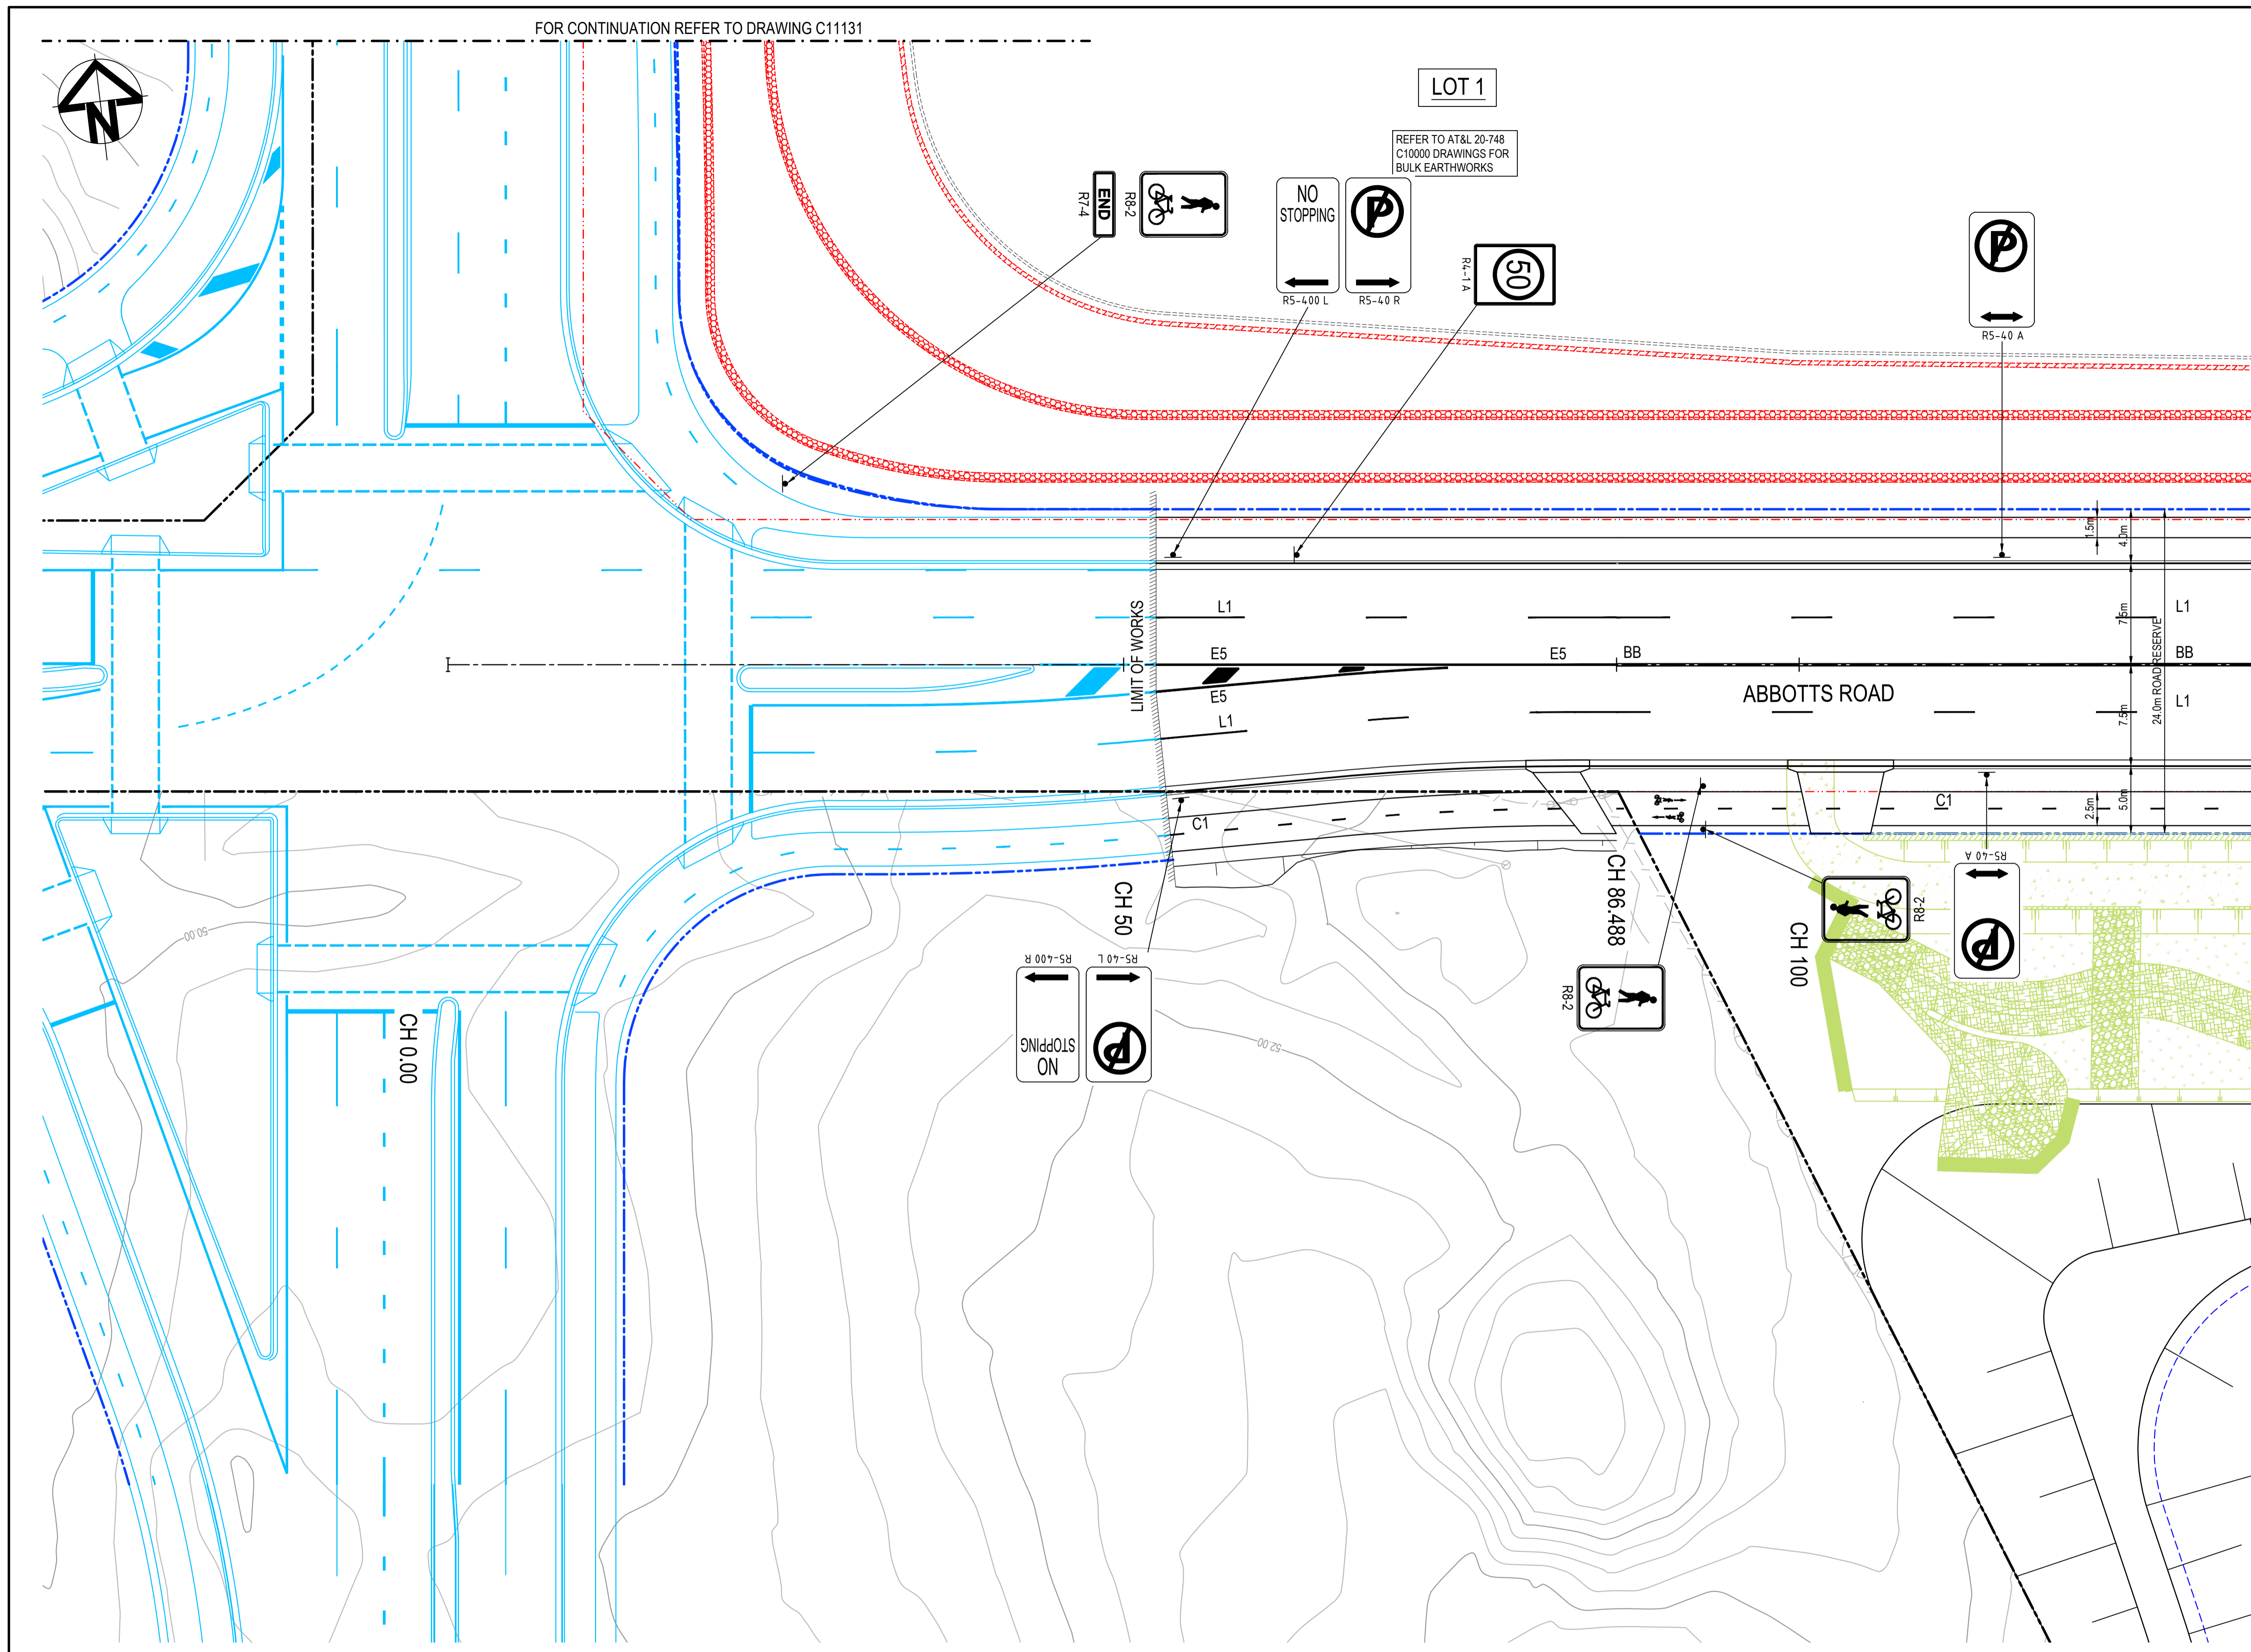 FOR CONTINUATION REFER TO DRAWING C11131
N
LOT 1
REFER TO AT&L 20-748
C10000 DRAWINGS FOR
BULK EARTHWORKS
END
R7-4
R8-2
NO
STOPPING
R5-400 L
P
R5-40 R
50
R4-1 A
P
R5-40 A
1.5m
4.0m
7.5m
7.5m
24.0m ROAD RESERVE
2.5m
5.0m
LIMIT OF WORKS
L1
E5
E5
L1
E5
BB
L1
BB
L1
ABBOTTS ROAD
C1
C1
CH 0.00
CH 50
CH 86.488
CH 100
R5-400 R
NO
STOPPING
R5-40 L
P
R8-2
R8-2
R5-40 A
P
50.00
52.00